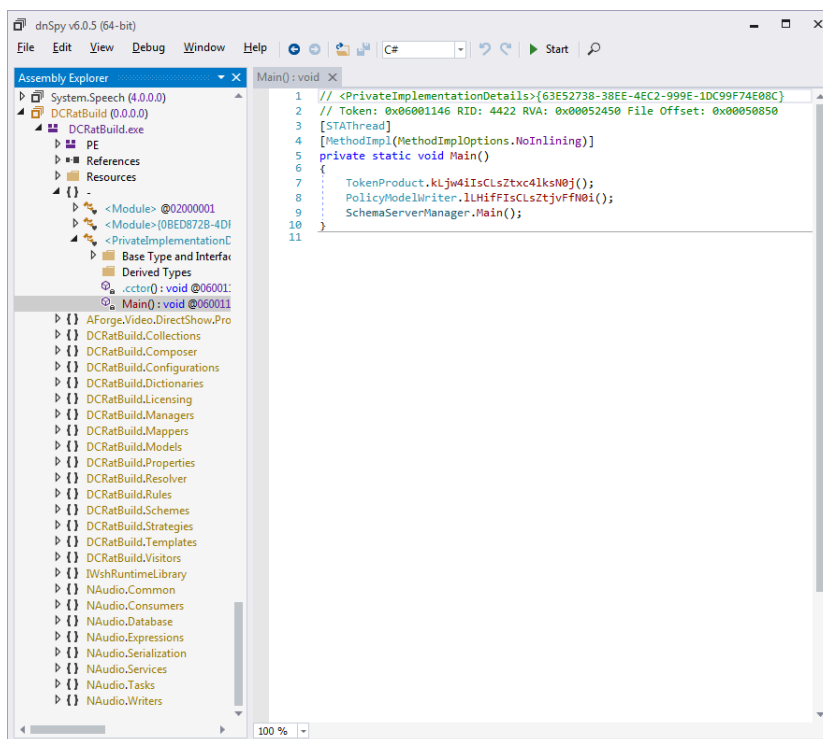 dnSpy v6.0.5 (64-bit)
File Edit View Debug Window Help C# Start
Assembly Explorer
Main() : void
System.Speech (4.0.0.0)
DCRatBuild (0.0.0.0)
DCRatBuild.exe
PE
References
Resources
{ } -
<Module> @02000001
<Module>{0BED872B-4DF
<PrivateImplementationD
Base Type and Interfac
Derived Types
.cctor() : void @06001:
Main() : void @060011
{ } AForge.Video.DirectShow.Pro
{ } DCRatBuild.Collections
{ } DCRatBuild.Composer
{ } DCRatBuild.Configurations
{ } DCRatBuild.Dictionaries
{ } DCRatBuild.Licensing
{ } DCRatBuild.Managers
{ } DCRatBuild.Mappers
{ } DCRatBuild.Models
{ } DCRatBuild.Properties
{ } DCRatBuild.Resolver
{ } DCRatBuild.Rules
{ } DCRatBuild.Schemes
{ } DCRatBuild.Strategies
{ } DCRatBuild.Templates
{ } DCRatBuild.Visitors
{ } IWshRuntimeLibrary
{ } NAudio.Common
{ } NAudio.Consumers
{ } NAudio.Database
{ } NAudio.Expressions
{ } NAudio.Serialization
{ } NAudio.Services
{ } NAudio.Tasks
{ } NAudio.Writers
1 // <PrivateImplementationDetails>{63E52738-38EE-4EC2-999E-1DC99F74E08C}
2 // Token: 0x06001146 RID: 4422 RVA: 0x00052450 File Offset: 0x00050850
3 [STAThread]
4 [MethodImpl(MethodImplOptions.NoInlining)]
5 private static void Main()
6 {
7 TokenProduct.kLjw4iIsCLsZtxc4lksN0j();
8 PolicyModelWriter.lLHifFIsCLsZtjvFfN0i();
9 SchemaServerManager.Main();
10 }
11
100 %